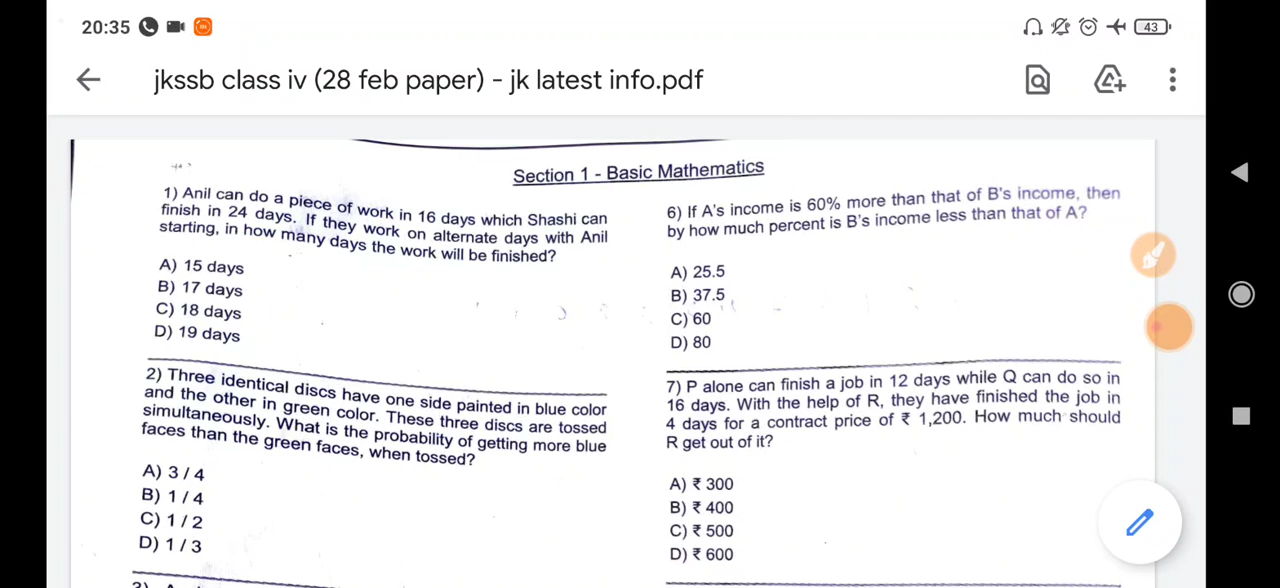 20:35
43
jkssb class iv (28 feb paper) - jk latest info.pdf
Section 1 - Basic Mathematics
1) Anil can do a piece of work in 16 days which Shashi can
finish in 24 days. If they work on alternate days with Anil
starting, in how many days the work will be finished?
A) 15 days
B) 17 days
C) 18 days
D) 19 days
2) Three identical discs have one side painted in blue color
and the other in green color. These three discs are tossed
simultaneously. What is the probability of getting more blue
faces than the green faces, when tossed?
A) 3 / 4
B) 1 / 4
C) 1 / 2
D) 1 / 3
6) If A's income is 60% more than that of B's income, then
by how much percent is B's income less than that of A?
A) 25.5
B) 37.5
C) 60
D) 80
7) P alone can finish a job in 12 days while Q can do so in
16 days. With the help of R, they have finished the job in
4 days for a contract price of ₹ 1,200. How much should
R get out of it?
A) ₹ 300
B) ₹ 400
C) ₹ 500
D) ₹ 600